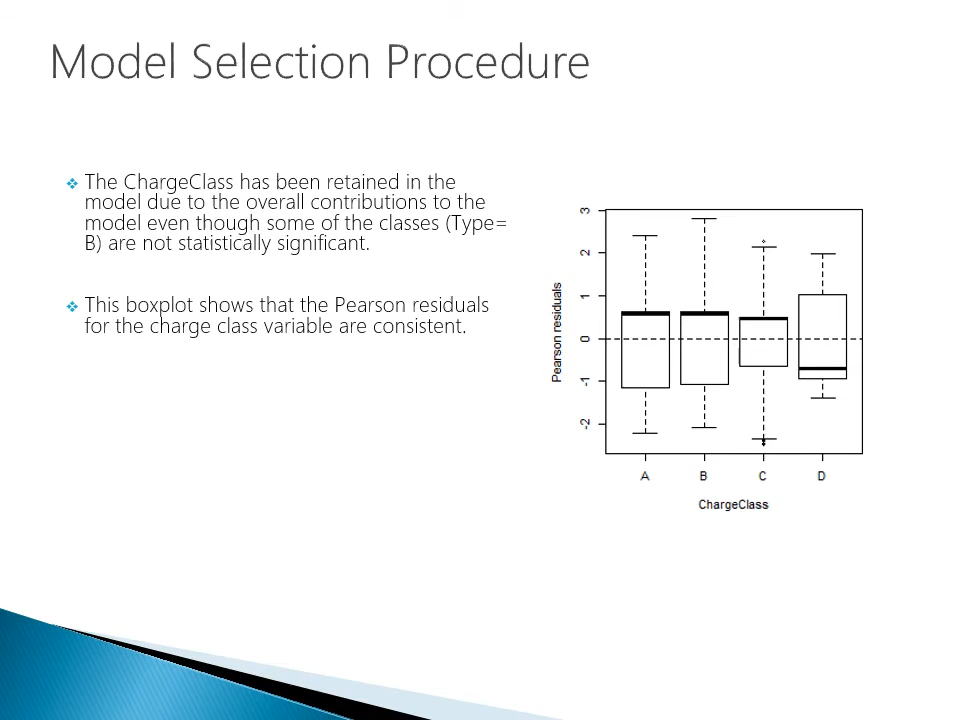 Model Selection Procedure
The ChargeClass has been retained in the
model due to the overall contributions to the
model even though some of the classes (Type=
B) are not statistically significant.
This boxplot shows that the Pearson residuals
for the charge class variable are consistent.
3
2
1
0
-1
-2
Pearson residuals
A B C D
ChargeClass